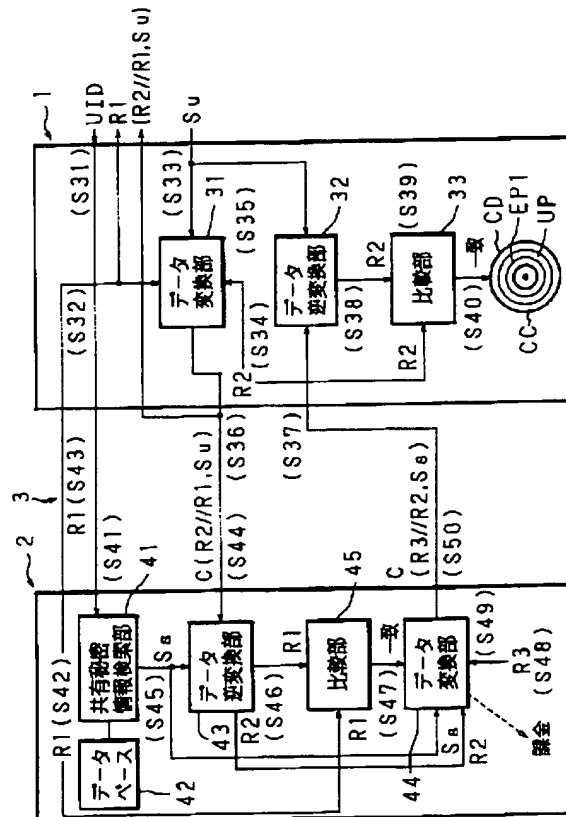 2
3
1
R1(S42)
R1(S43)
(S32)
UID
(S31)
R1
(R2//R1,Su)
Su
(S41)
41
共有秘密
情報検索部
データ
ベース
42
(S45)
Ss
(S33)
31
データ
変換部
(S35)
(S34)
R2
C(R2//R1,Su)
(S44)
(S36)
43
データ
逆変換部
R2
(S46)
R1
45
比較部
R1
(S47)
一致
(S37)
32
データ
逆変換部
(S38)
R2
(S39)
33
比較部
R2
(S40)
一致
CD
EP1
UP
CC
44
データ
変換部
Ss
R2
C
(R3//R2,Ss)
(S50)
(S49)
R3
(S48)
課金